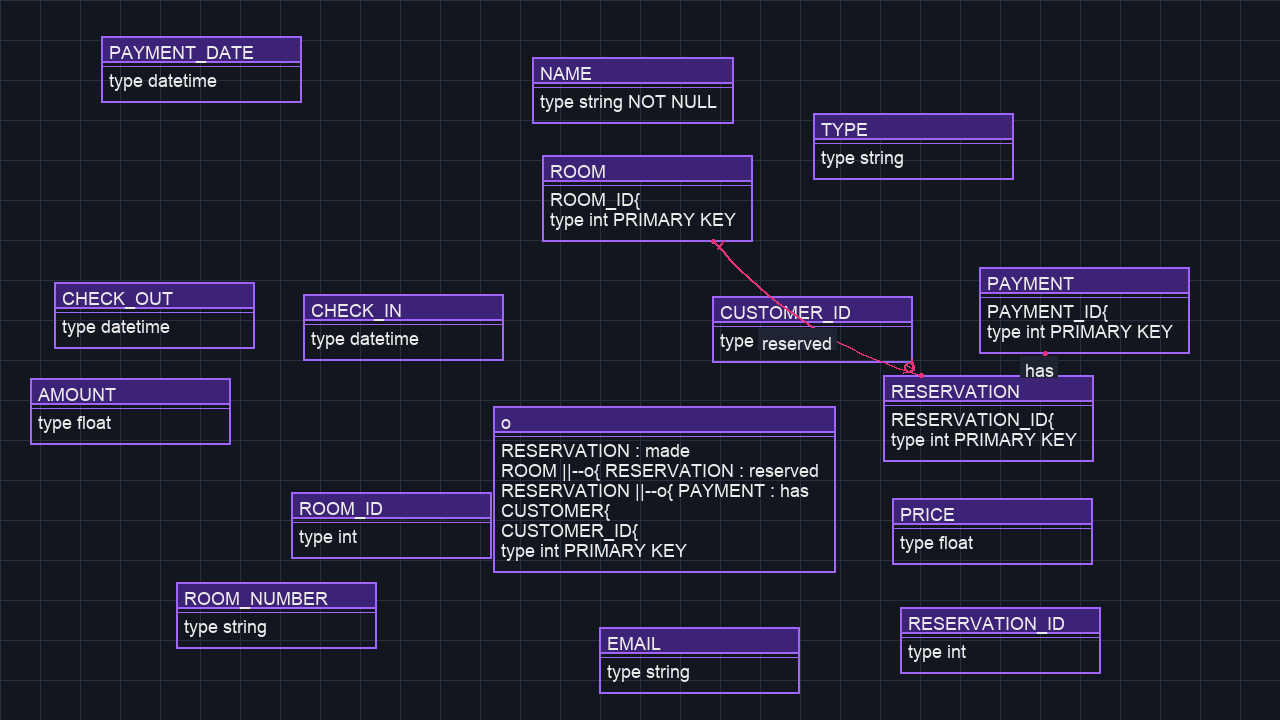 PAYMENT_DATE
type datetime
NAME
type string NOT NULL
TYPE
type string
ROOM
ROOM_ID{
type int PRIMARY KEY
CHECK_OUT
type datetime
CHECK_IN
type datetime
CUSTOMER_ID
type
reserved
PAYMENT
PAYMENT_ID{
type int PRIMARY KEY
has
AMOUNT
type float
RESERVATION
RESERVATION_ID{
type int PRIMARY KEY
o
RESERVATION : made
ROOM ||--o{ RESERVATION : reserved
RESERVATION ||--o{ PAYMENT : has
CUSTOMER{
CUSTOMER_ID{
type int PRIMARY KEY
ROOM_ID
type int
PRICE
type float
ROOM_NUMBER
type string
EMAIL
type string
RESERVATION_ID
type int